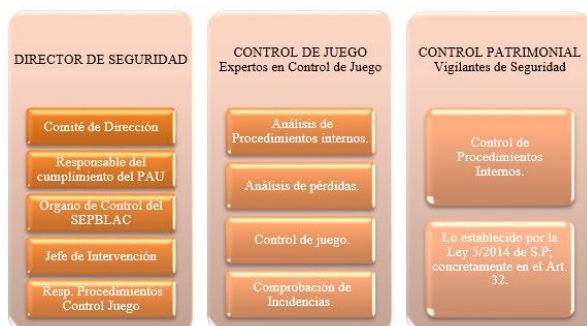 DIRECTOR DE SEGURIDAD
Comité de Dirección
Responsable del
cumplimiento del PAU
Órgano de Control del
SEPBLAC
Jefe de Intervención
Resp. Procedimientos
Control Juego
CONTROL DE JUEGO
Expertos en Control de Juego
Análisis de
Procedimientos internos.
Análisis de pérdidas.
Control de juego.
Comprobación de
Incidencias.
CONTROL PATRIMONIAL
Vigilantes de Seguridad
Control de
Procedimientos
Internos.
Lo establecido por la
Ley 5/2014 de S.P;
concretamente en el Art.
32.